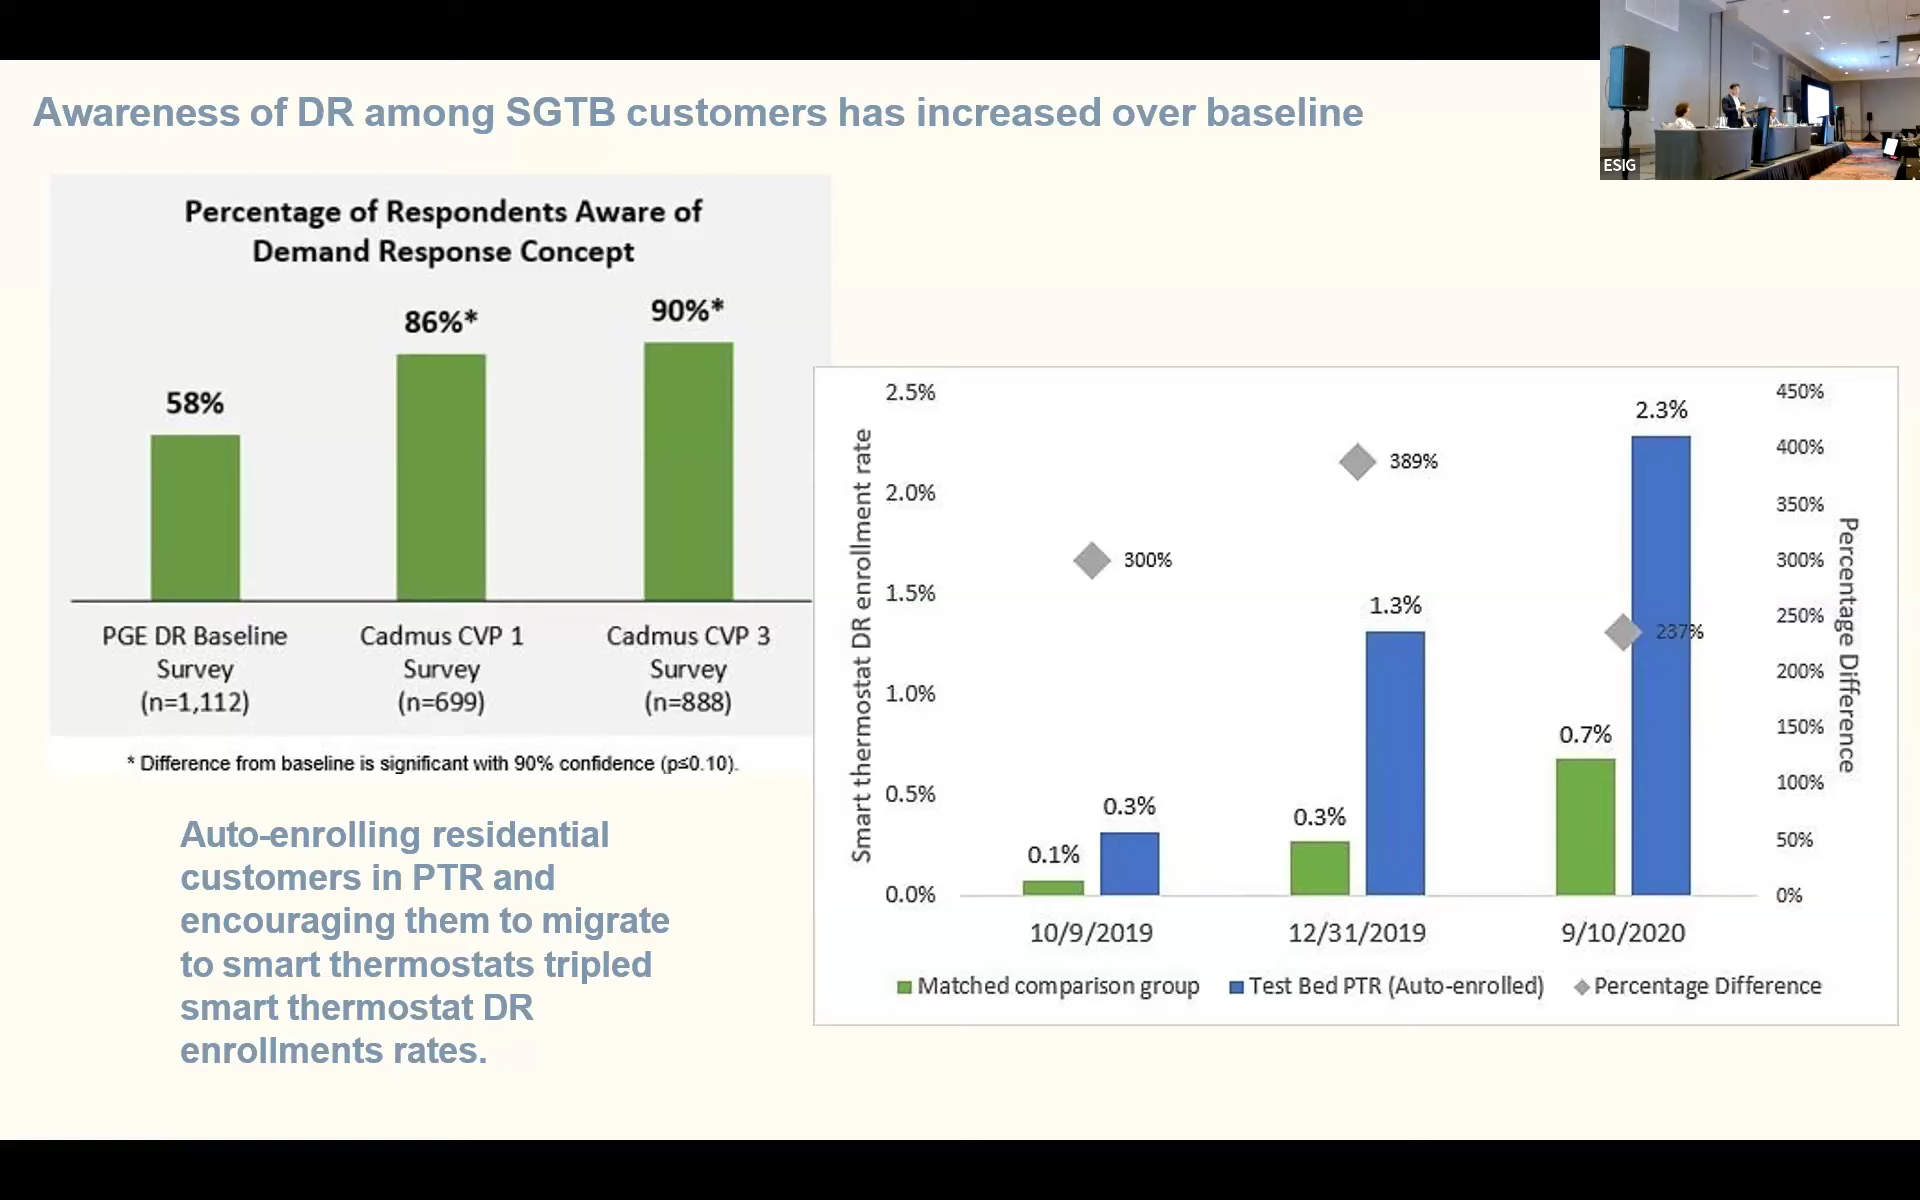 Awareness of DR among SGTB customers has increased over baseline
ESIG
Percentage of Respondents Aware of
Demand Response Concept
58%
86%*
90%*
PGE DR Baseline
Survey
(n=1,112)
Cadmus CVP 1
Survey
(n=699)
Cadmus CVP 3
Survey
(n=888)
* Difference from baseline is significant with 90% confidence (p≤0.10).
Auto-enrolling residential
customers in PTR and
encouraging them to migrate
to smart thermostats tripled
smart thermostat DR
enrollments rates.
Smart thermostat DR enrollment rate
2.5%
2.0%
1.5%
1.0%
0.5%
0.0%
300%
389%
237%
0.1%
0.3%
0.3%
1.3%
0.7%
2.3%
450%
400%
350%
300%
250%
200%
150%
100%
50%
0%
Percentage Difference
10/9/2019
12/31/2019
9/10/2020
Matched comparison group
Test Bed PTR (Auto-enrolled)
Percentage Difference